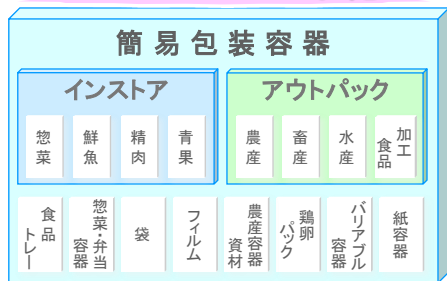 簡易包装容器
インストア
アウトパック
惣菜
鮮魚
精肉
青果
農産
畜産
水産
加工
食品
食品
トレー
惣菜・弁当
容器
袋
フィルム
農産容器
資材
鶏卵
パック
バリアブル
容器
紙容器